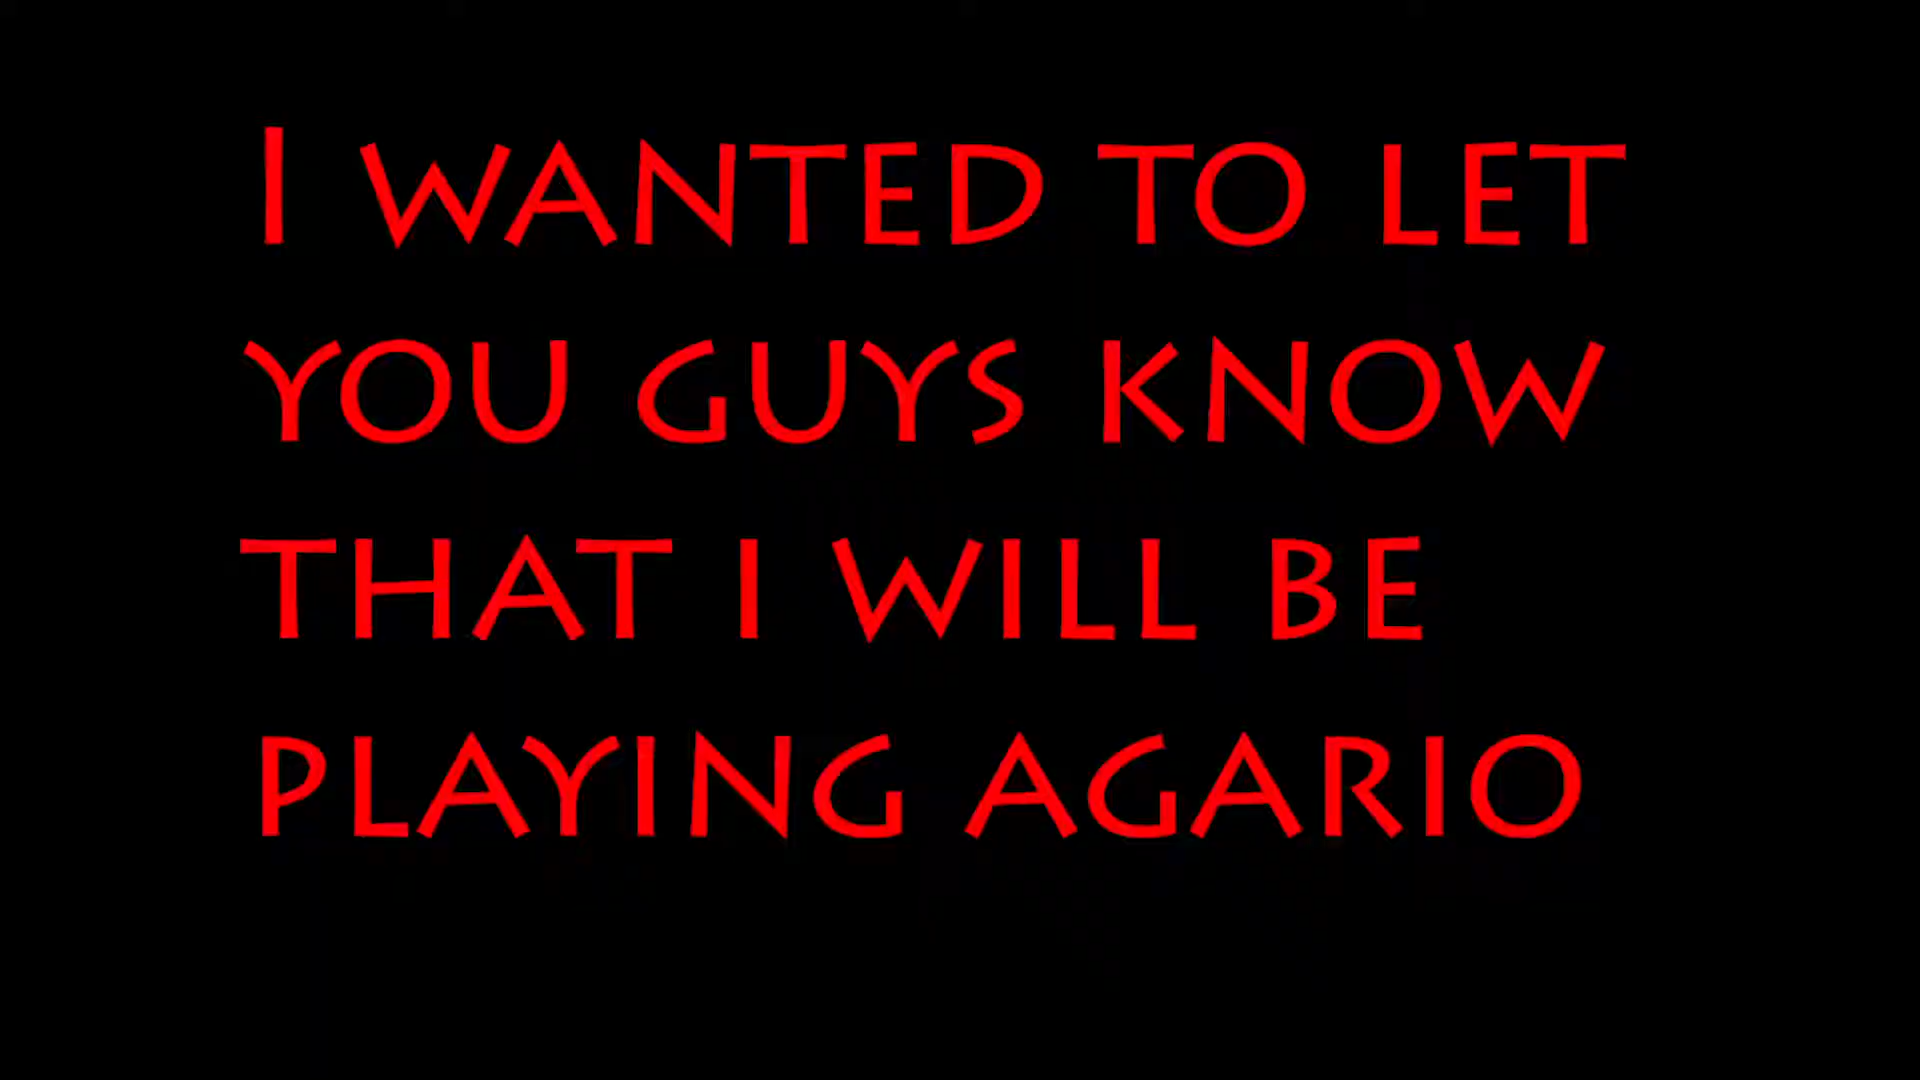 I WANTED TO LET
YOU GUYS KNOW
THAT I WILL BE
PLAYING AGARIO